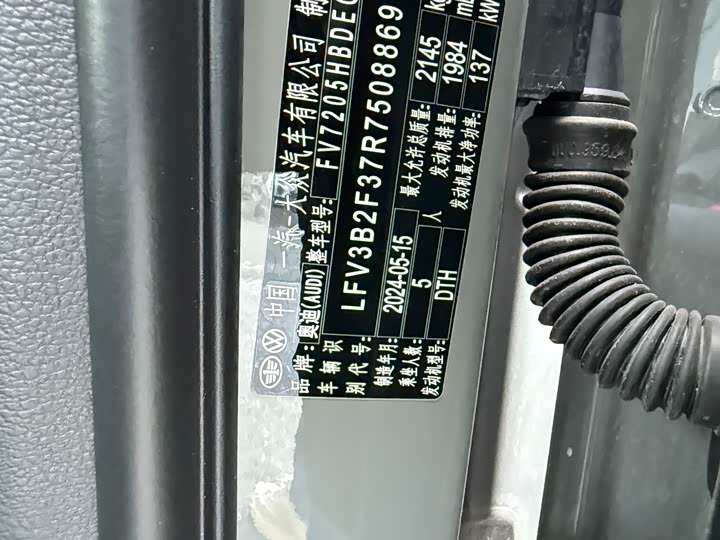 中国 一汽-大众汽车有限公司 制
品牌: 奥迪(AUDI) 整车型号: FV7205HBDEG
车辆识别代号: LFV3B2F37R7508869
制造年月: 2024-05-15 最大允许总质量: 2145 kg
乘坐人数: 5 人 发动机排量: 1984 mL
发动机型号: DTH 发动机最大净功率: 137 kW